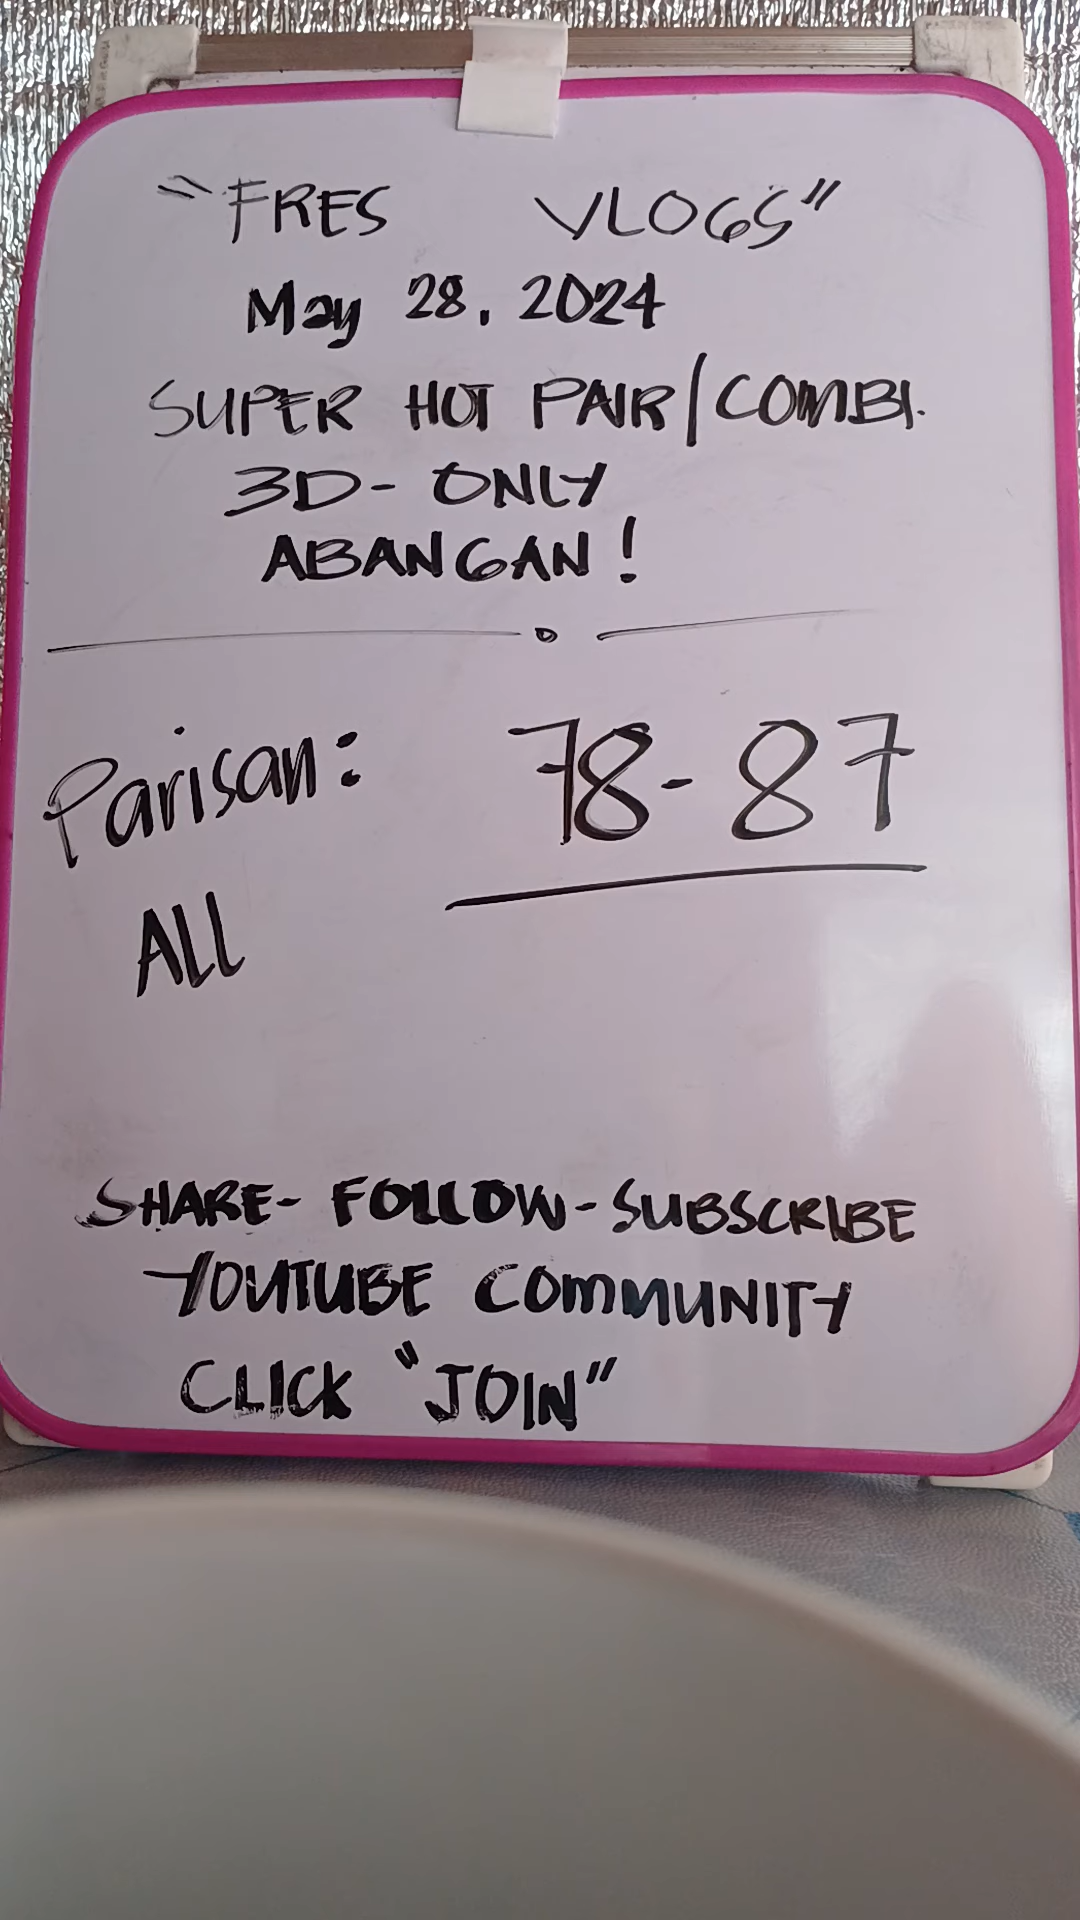 "FRES VLOGS"
May 28, 2024
SUPER HOT PAIR/COMBI.
3D- ONLY
ABANGAN!
Parisan: 78-87
ALL
SHARE- FOLLOW-SUBSCRIBE
YOUTUBE COMMUNITY
CLICK "JOIN"